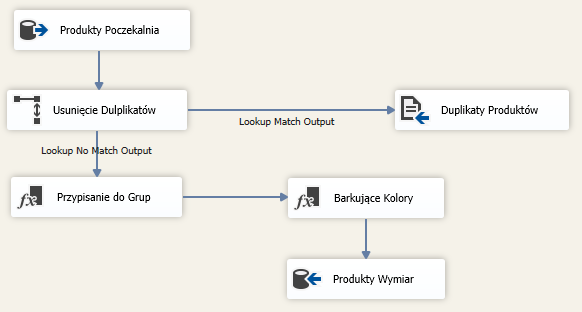 Produkty Poczekalnia
Usunięcie Dulplikatów
Lookup Match Output
Duplikaty Produktów
Lookup No Match Output
Przypisanie do Grup
Barkujące Kolory
Produkty Wymiar